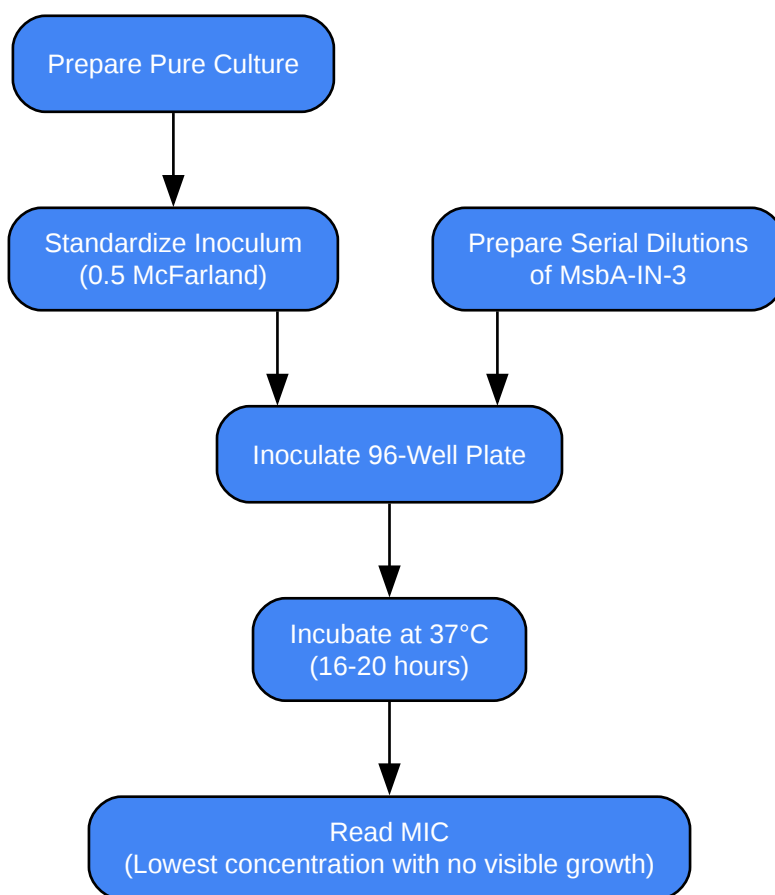 Prepare Pure Culture
Standardize Inoculum
(0.5 McFarland)
Prepare Serial Dilutions
of MsbA-IN-3
Inoculate 96-Well Plate
Incubate at 37°C
(16-20 hours)
Read MIC
(Lowest concentration with no visible growth)